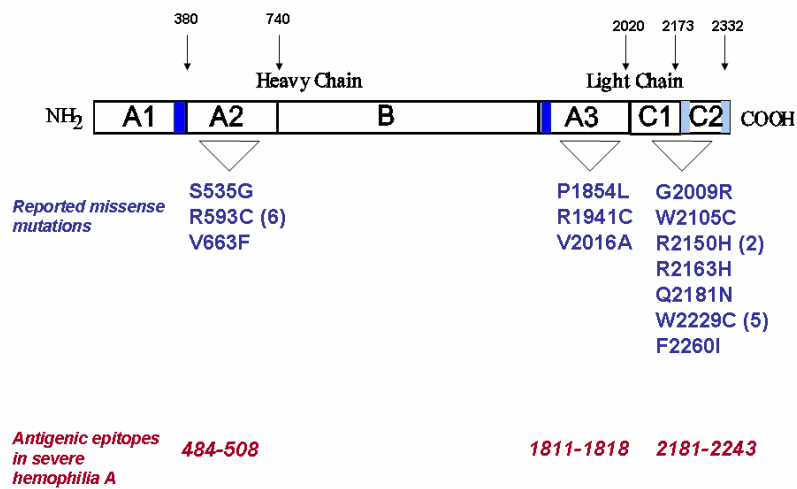 380 740 2020 2173 2332
Heavy Chain Light Chain
NH2 A1 A2 B A3 C1 C2 COOH
Reported missense
mutations
S535G
R593C (6)
V663F
P1854L
R1941C
V2016A
G2009R
W2105C
R2150H (2)
R2163H
Q2181N
W2229C (5)
F2260I
Antigenic epitopes
in severe
hemophilia A
484-508 1811-1818 2181-2243